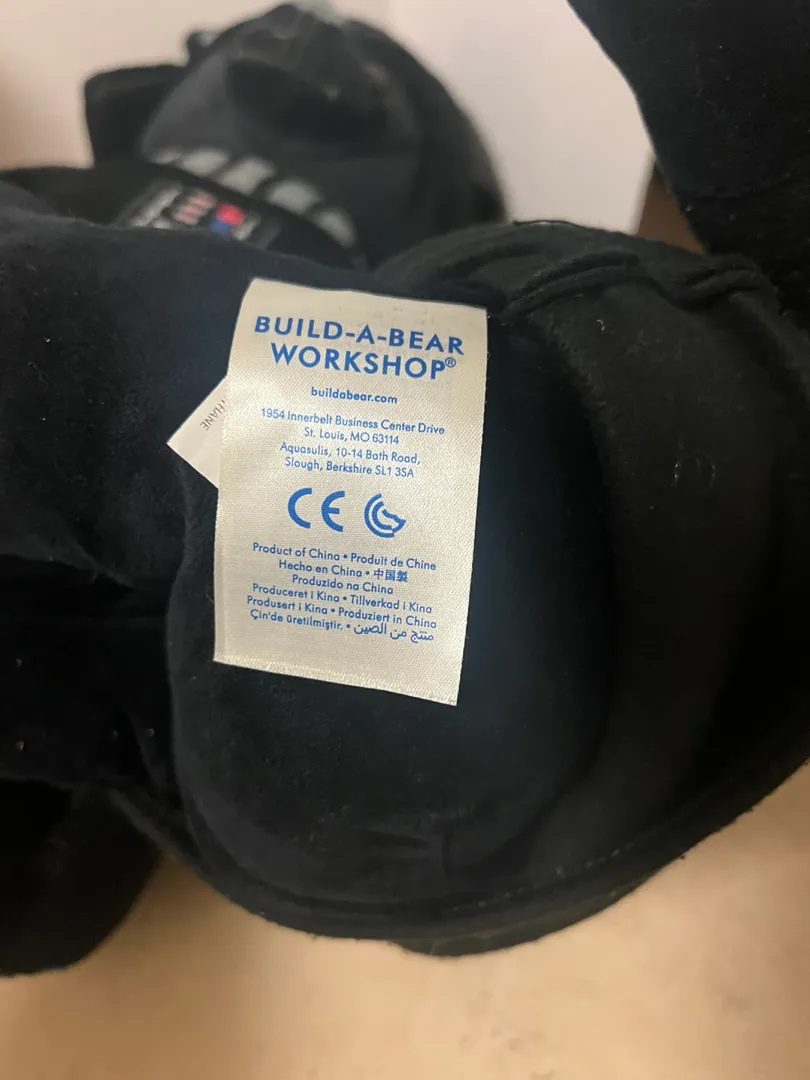 BUILD-A-BEAR
WORKSHOP®
buildabear.com
1954 Innerbelt Business Center Drive
St. Louis, MO 63114
Aquasulis, 10-14 Bath Road,
Slough, Berkshire SL1 3SA
CE
Product of China • Produit de Chine
Hecho en China • 中国製
Produzido na China
Produceret i Kina • Tillverkad i Kina
Produsert i Kina • Produziert in China
Çin'de üretilmiştir. • منتج من الصين